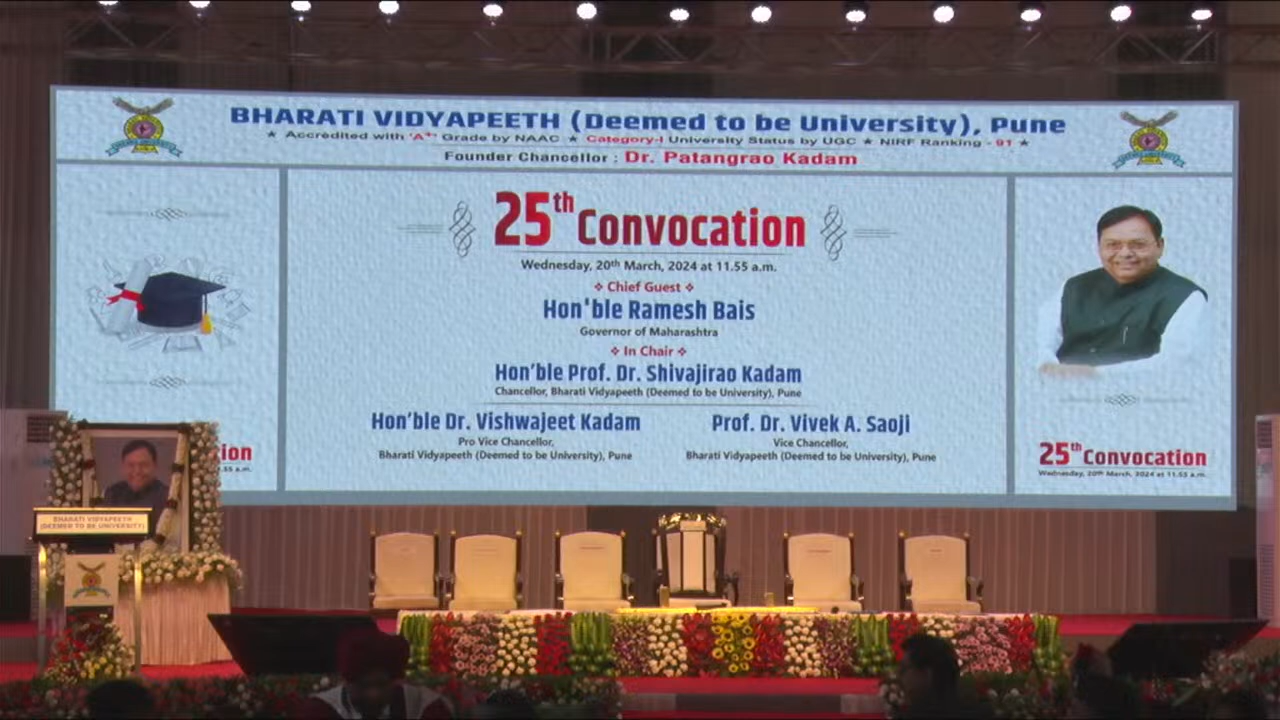 BHARATI VIDYAPEETH (Deemed to be University), Pune
★ Accredited with 'A+' Grade by NAAC ★ Category-I University Status by UGC ★ NIRF Ranking - 91 ★
Founder Chancellor : Dr. Patangrao Kadam
25th Convocation
Wednesday, 20th March, 2024 at 11.55 a.m.
❖ Chief Guest ❖
Hon'ble Ramesh Bais
Governor of Maharashtra
❖ In Chair ❖
Hon'ble Prof. Dr. Shivajirao Kadam
Chancellor, Bharati Vidyapeeth (Deemed to be University), Pune
Hon'ble Dr. Vishwajeet Kadam
Pro Vice Chancellor,
Bharati Vidyapeeth (Deemed to be University), Pune
Prof. Dr. Vivek A. Saoji
Vice Chancellor,
Bharati Vidyapeeth (Deemed to be University), Pune
25th Convocation
Wednesday, 20th March, 2024 at 11.55 a.m.
tion
.55 a.m.
BHARATI VIDYAPEETH
(DEEMED TO BE UNIVERSITY)